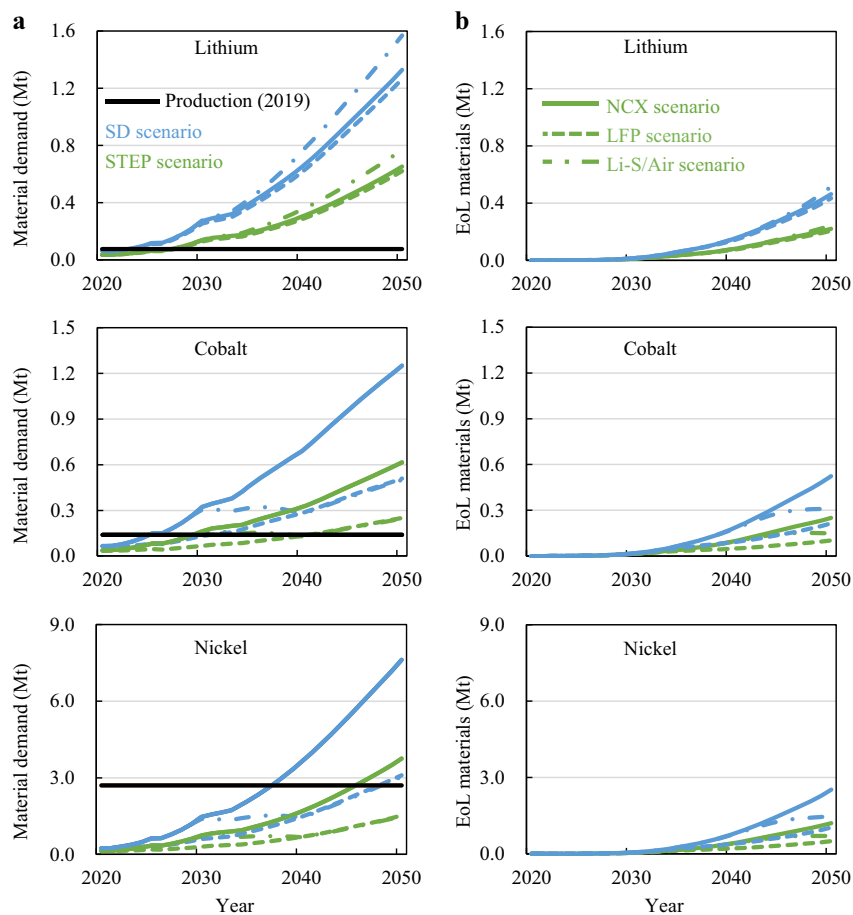 a
Material demand (Mt)
1.6
1.2
0.8
0.4
0.0
Lithium
Production (2019)
SD scenario
STEP scenario
2020 2030 2040 2050
b
EoL materials (Mt)
1.6
1.2
0.8
0.4
0.0
Lithium
NCX scenario
LFP scenario
Li-S/Air scenario
2020 2030 2040 2050
Material demand (Mt)
1.5
1.2
0.9
0.6
0.3
0.0
Cobalt
2020 2030 2040 2050
EoL materials (Mt)
1.5
1.2
0.9
0.6
0.3
0.0
Cobalt
2020 2030 2040 2050
Material demand (Mt)
9.0
6.0
3.0
0.0
Nickel
2020 2030 2040 2050
Year
EoL materials (Mt)
9.0
6.0
3.0
0.0
Nickel
2020 2030 2040 2050
Year